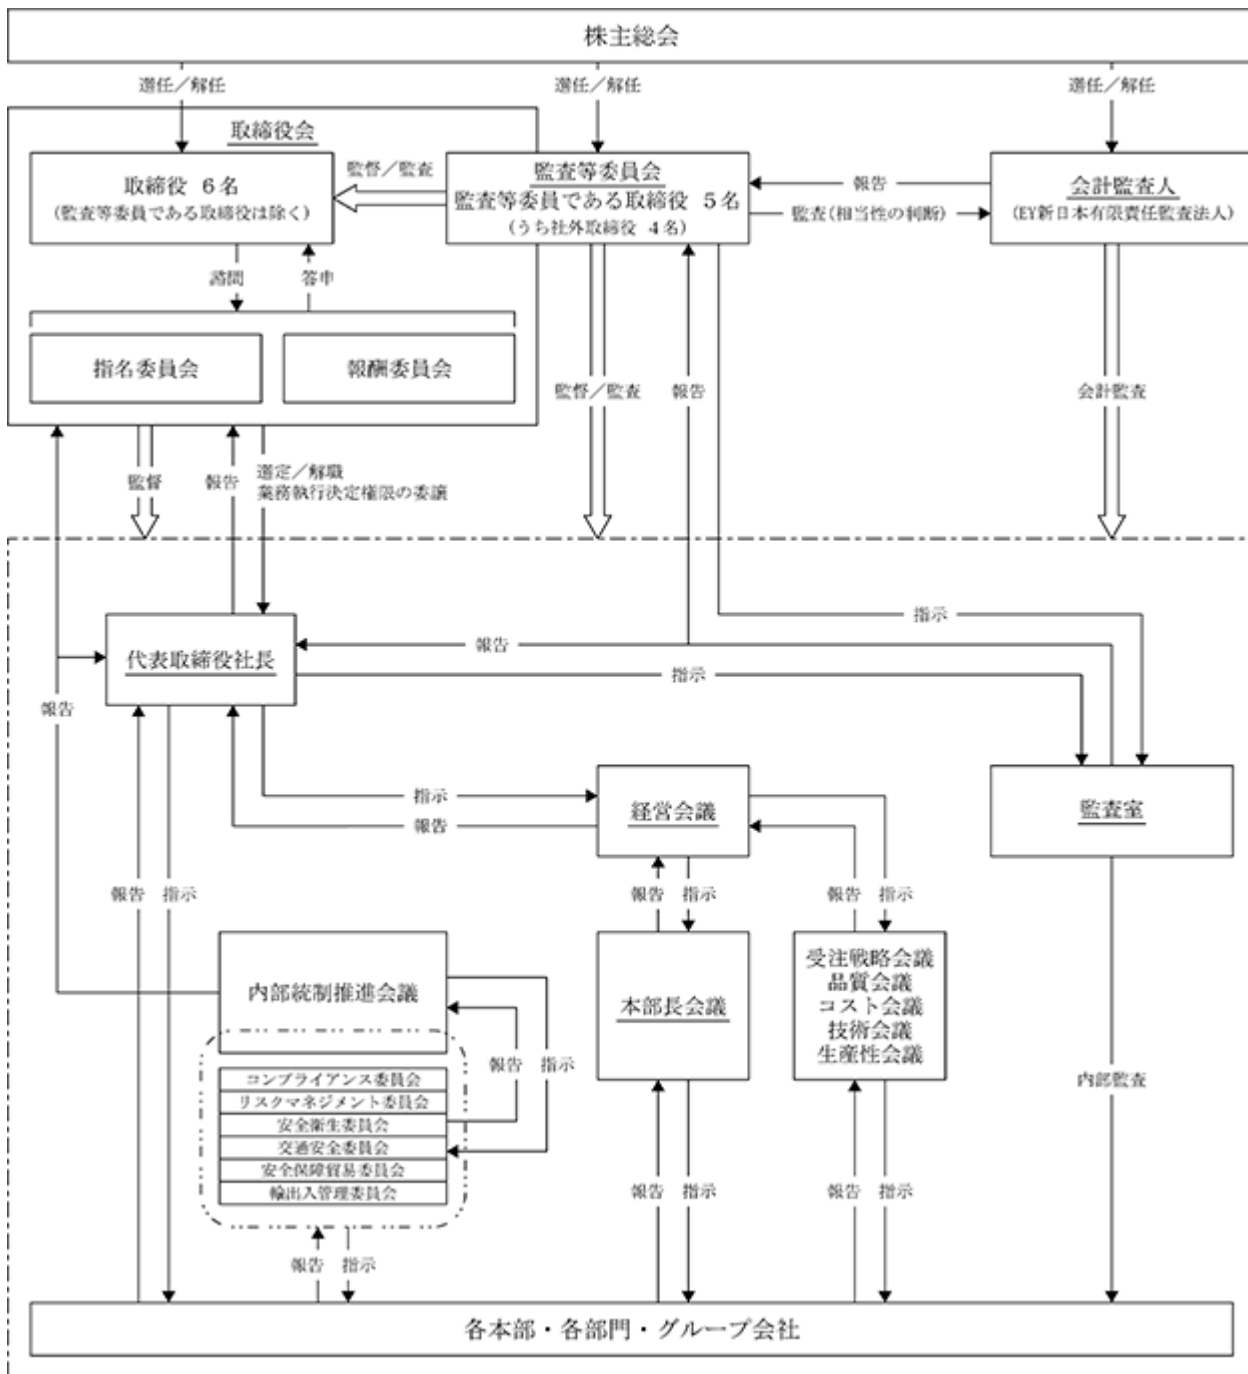 株主総会
選任／解任
選任／解任
選任／解任
取締役会
取締役 6名
(監査等委員である取締役は除く)
監督／監査
監査等委員会
監査等委員である取締役 5名
(うち社外取締役 4名)
報告
監査(相当性の判断)
会計監査人
(EY新日本有限責任監査法人)
諮問
答申
指名委員会
報酬委員会
監督／監査
報告
会計監査
監督
報告
選定／解職
業務執行決定権限の委譲
指示
代表取締役社長
報告
指示
報告
指示
報告
経営会議
監査室
報告
指示
報告
指示
報告
指示
内部統制推進会議
本部長会議
受注戦略会議
品質会議
コスト会議
技術会議
生産性会議
報告
指示
内部監査
コンプライアンス委員会
リスクマネジメント委員会
安全衛生委員会
交通安全委員会
安全保障貿易委員会
輸出入管理委員会
報告
指示
報告
指示
報告
指示
各本部・各部門・グループ会社